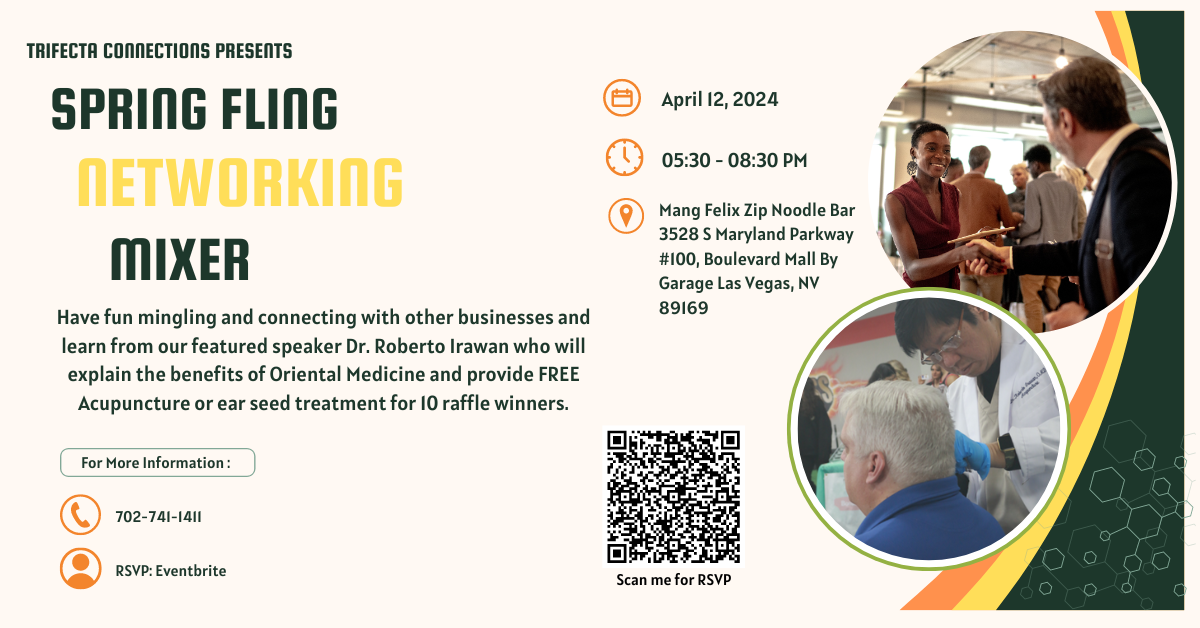 TRIFECTA CONNECTIONS PRESENTS
SPRING FLING
NETWORKING
MIXER
Have fun mingling and connecting with other businesses and
learn from our featured speaker Dr. Roberto Irawan who will
explain the benefits of Oriental Medicine and provide FREE
Acupuncture or ear seed treatment for 10 raffle winners.
For More Information :
702-741-1411
RSVP: Eventbrite
April 12, 2024
05:30 - 08:30 PM
Mang Felix Zip Noodle Bar
3528 S Maryland Parkway
#100, Boulevard Mall By
Garage Las Vegas, NV
89169
Scan me for RSVP